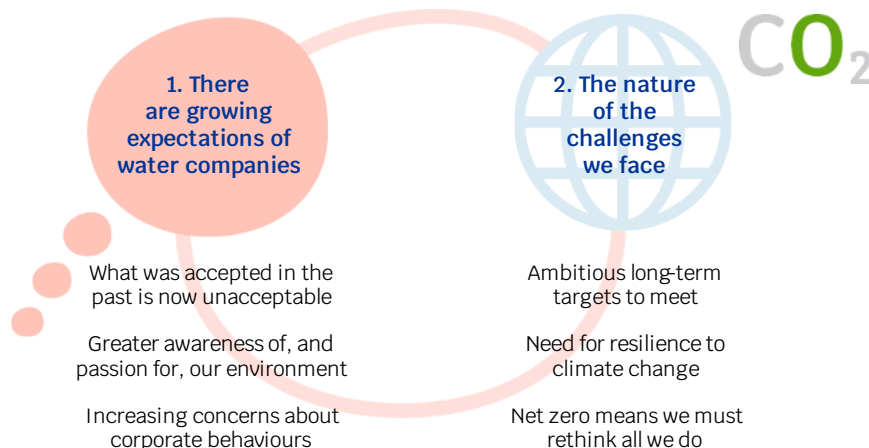 1. There
are growing
expectations of
water companies
What was accepted in the
past is now unacceptable
Greater awareness of, and
passion for, our environment
Increasing concerns about
corporate behaviours
2. The nature
of the
challenges
we face
Ambitious long-term
targets to meet
Need for resilience to
climate change
Net zero means we must
rethink all we do
CO2